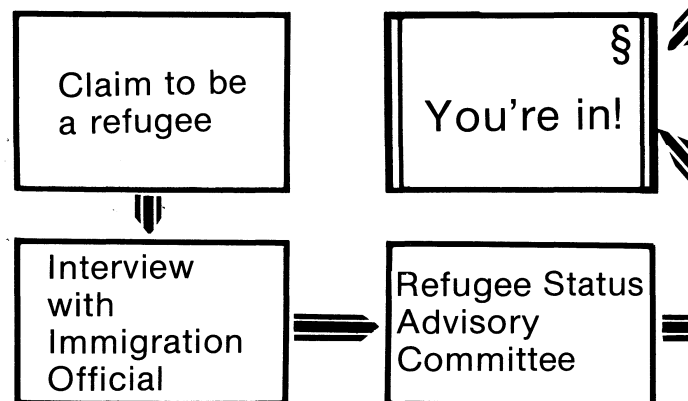 Claim to be
a refugee
§
You're in!
Interview
with
Immigration
Official
Refugee Status
Advisory
Committee